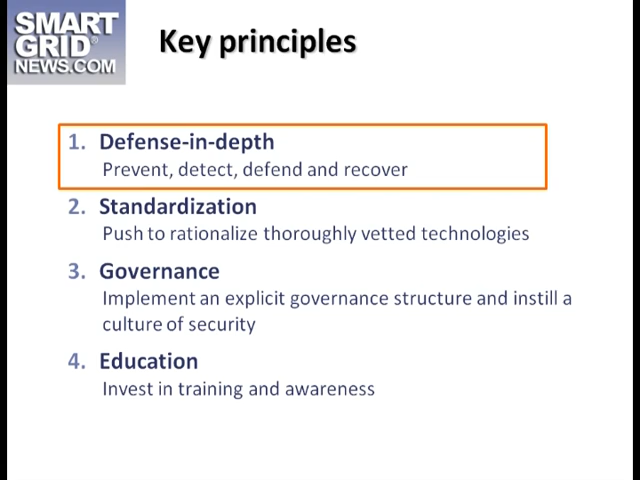 SMART
GRID®
NEWS.COM
Key principles
1. Defense-in-depth
Prevent, detect, defend and recover
2. Standardization
Push to rationalize thoroughly vetted technologies
3. Governance
Implement an explicit governance structure and instill a
culture of security
4. Education
Invest in training and awareness